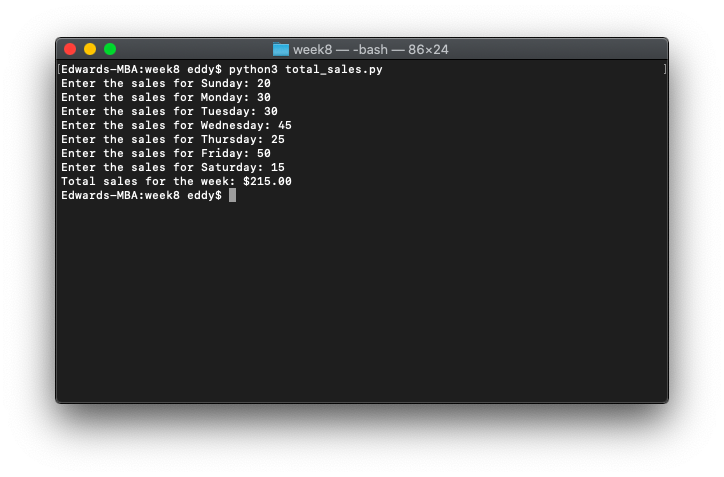 week8 — -bash — 86×24
[Edwards-MBA:week8 eddy$ python3 total_sales.py ]
Enter the sales for Sunday: 20
Enter the sales for Monday: 30
Enter the sales for Tuesday: 30
Enter the sales for Wednesday: 45
Enter the sales for Thursday: 25
Enter the sales for Friday: 50
Enter the sales for Saturday: 15
Total sales for the week: $215.00
Edwards-MBA:week8 eddy$